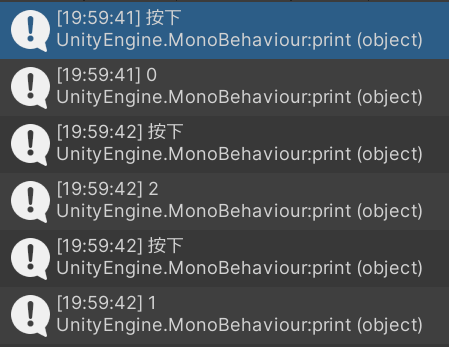 [19:59:41] 按下
UnityEngine.MonoBehaviour:print (object)
[19:59:41] 0
UnityEngine.MonoBehaviour:print (object)
[19:59:42] 按下
UnityEngine.MonoBehaviour:print (object)
[19:59:42] 2
UnityEngine.MonoBehaviour:print (object)
[19:59:42] 按下
UnityEngine.MonoBehaviour:print (object)
[19:59:42] 1
UnityEngine.MonoBehaviour:print (object)